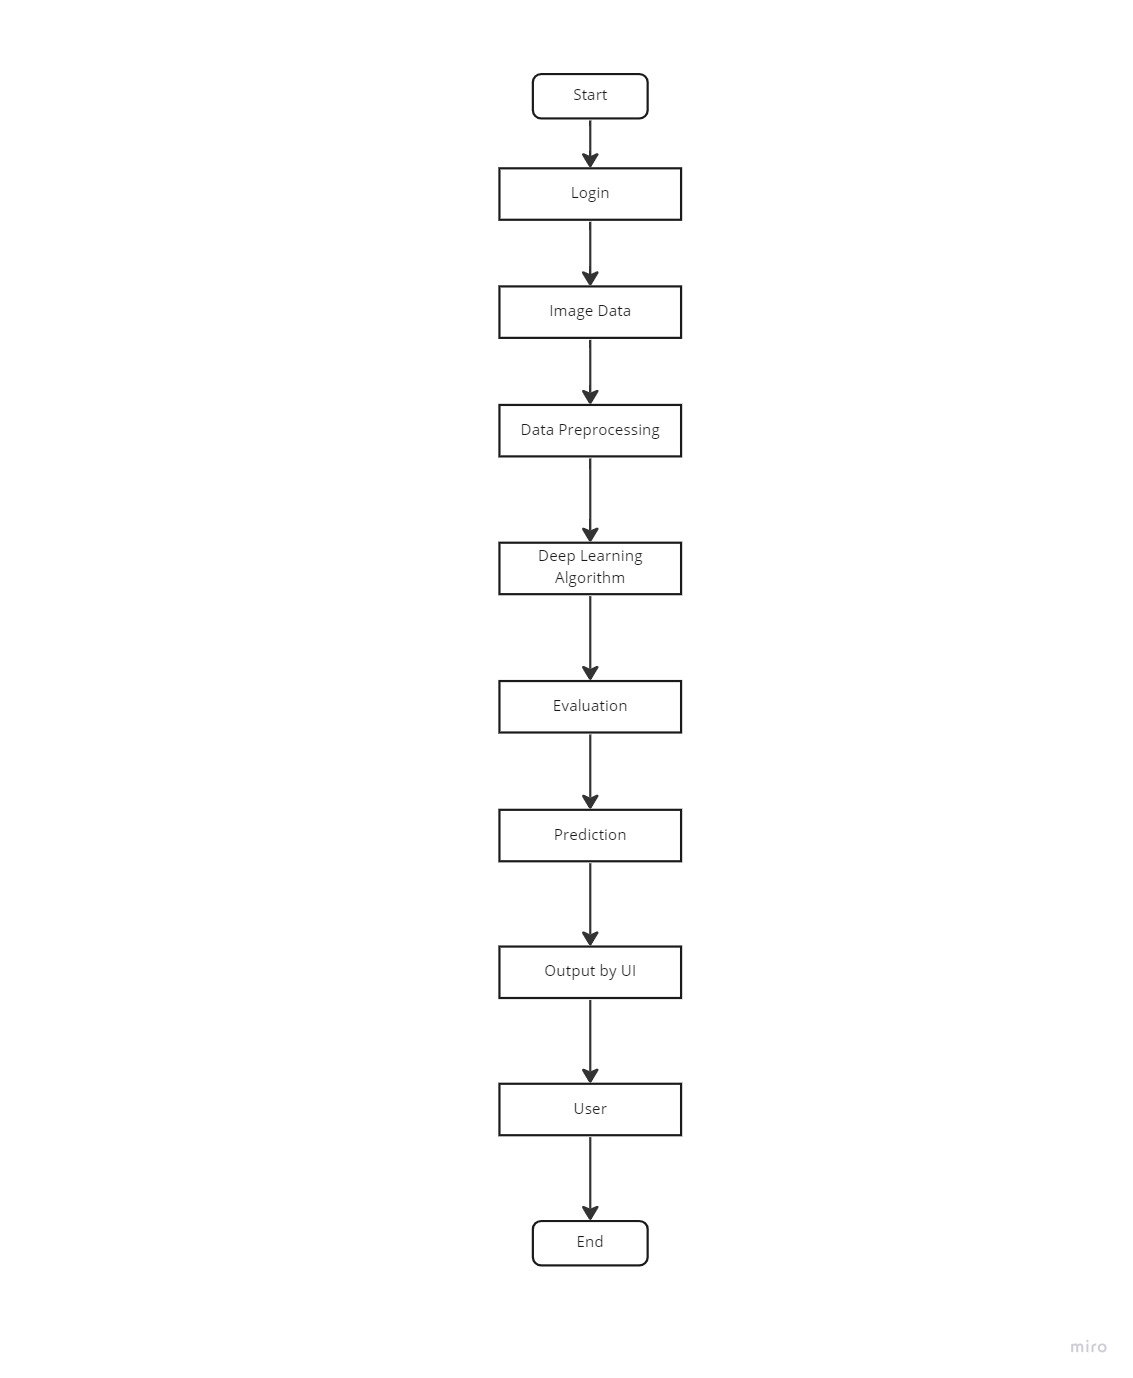 Start
Login
Image Data
Data Preprocessing
Deep Learning
Algorithm
Evaluation
Prediction
Output by UI
User
End
miro